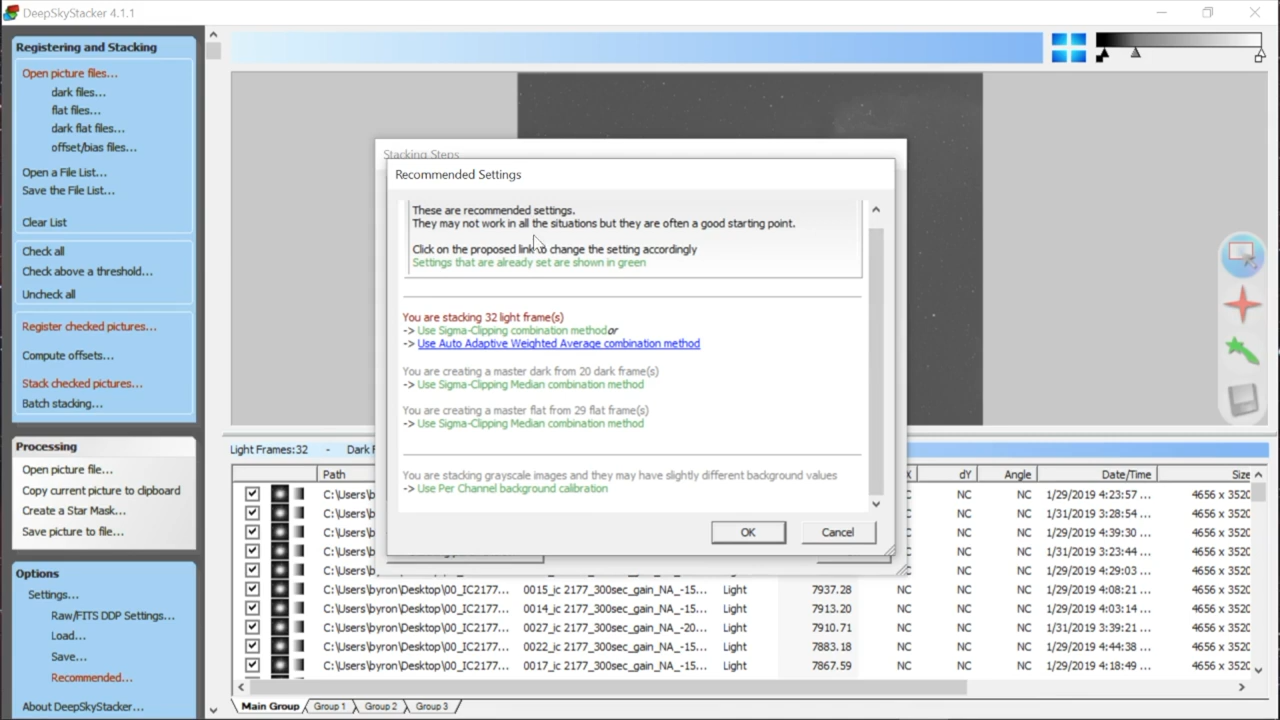 DeepSkyStacker 4.1.1
Registering and Stacking
Open picture files...
dark files...
flat files...
dark flat files...
offset/bias files...
Open a File List...
Save the File List...
Clear List
Check all
Check above a threshold...
Uncheck all
Register checked pictures...
Compute offsets...
Stack checked pictures...
Batch stacking...
Processing
Open picture file...
Copy current picture to clipboard
Create a Star Mask...
Save picture to file...
Options
Settings...
Raw/FITS DDP Settings...
Load...
Save...
Recommended...
About DeepSkyStacker...
Stacking Steps
Recommended Settings
These are recommended settings.
They may not work in all the situations but they are often a good starting point.
Click on the proposed link to change the setting accordingly
Settings that are already set are shown in green
You are stacking 32 light frame(s)
-> Use Sigma-Clipping combination method or
-> Use Auto Adaptive Weighted Average combination method
You are creating a master dark from 20 dark frame(s)
-> Use Sigma-Clipping Median combination method
You are creating a master flat from 29 flat frame(s)
-> Use Sigma-Clipping Median combination method
You are stacking grayscale images and they may have slightly different background values
-> Use Per Channel background calibration
OK Cancel
Light Frames:32 - Dark F
Path X dY Angle Date/Time Size
C:\Users\b NC NC 1/29/2019 4:23:57 ... 4656 x 3520
C:\Users\b NC NC 1/31/2019 3:28:54 ... 4656 x 3520
C:\Users\b NC NC 1/29/2019 4:39:30 ... 4656 x 3520
C:\Users\b NC NC 1/31/2019 3:23:44 ... 4656 x 3520
C:\Users\b NC NC 1/29/2019 4:29:03 ... 4656 x 3520
C:\Users\byron\Desktop\00_IC2177... 0015_ic 2177_300sec_gain_NA_-15... Light 7937.28 NC NC NC 1/29/2019 4:08:21 ... 4656 x 3520
C:\Users\byron\Desktop\00_IC2177... 0014_ic 2177_300sec_gain_NA_-15... Light 7913.20 NC NC NC 1/29/2019 4:03:14 ... 4656 x 3520
C:\Users\byron\Desktop\00_IC2177... 0027_ic 2177_300sec_gain_NA_-20... Light 7910.71 NC NC NC 1/31/2019 3:39:21 ... 4656 x 3520
C:\Users\byron\Desktop\00_IC2177... 0022_ic 2177_300sec_gain_NA_-15... Light 7883.18 NC NC NC 1/29/2019 4:44:38 ... 4656 x 3520
C:\Users\byron\Desktop\00_IC2177... 0017_ic 2177_300sec_gain_NA_-15... Light 7867.59 NC NC NC 1/29/2019 4:18:49 ... 4656 x 3520
Main Group Group 1 Group 2 Group 3